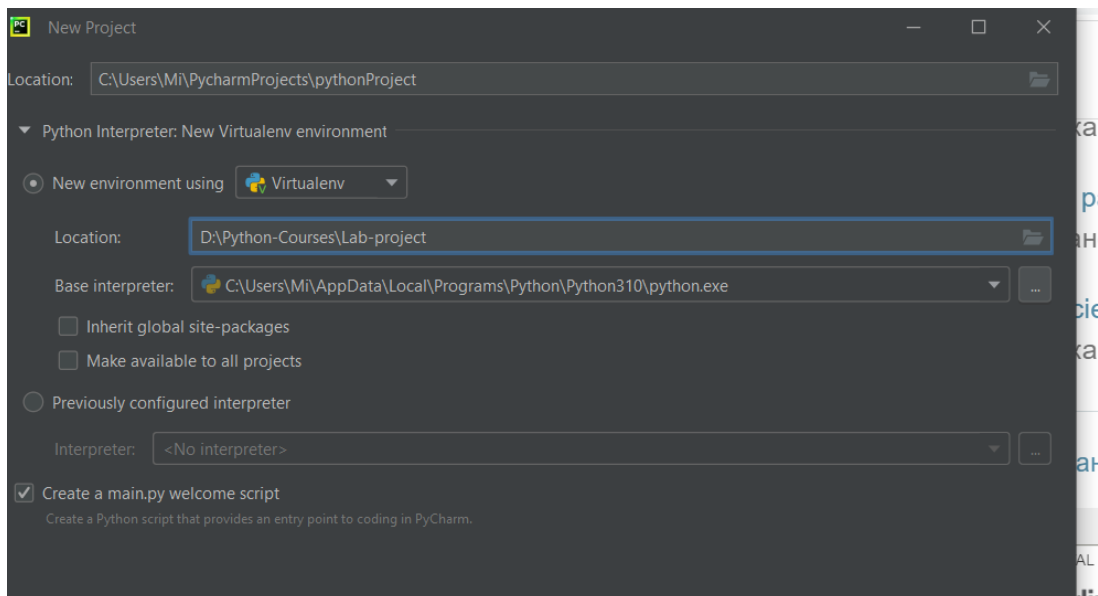 PC
New Project
Location: C:\Users\Mi\PycharmProjects\pythonProject
Python Interpreter: New Virtualenv environment
New environment using Virtualenv
Location: D:\Python-Courses\Lab-project
Base interpreter: C:\Users\Mi\AppData\Local\Programs\Python\Python310\python.exe ...
Inherit global site-packages
Make available to all projects
Previously configured interpreter
Interpreter: <No interpreter> ...
Create a main.py welcome script
Create a Python script that provides an entry point to coding in PyCharm.